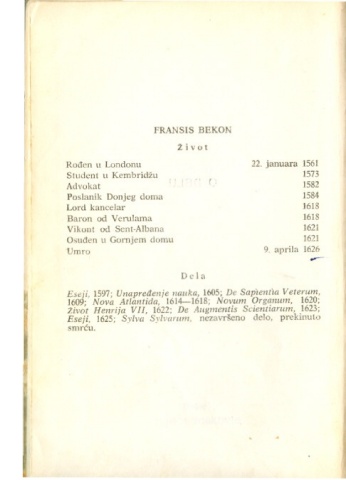 FRANSIS BEKON
Život
Rođen u Londonu 22. januara 1561
Student u Kembridžu 1573
Advokat 1582
Poslanik Donjeg doma 1584
Lord kancelar 1618
Baron od Verulama 1618
Vikont od Sent-Albana 1621
Osuđen u Gornjem domu 1621
Umro 9. aprila 1626
Dela
Eseji, 1597; Unapređenje nauka, 1605; De Sapientia Veterum,
1609; Nova Atlantida, 1614—1618; Novum Organum, 1620;
Život Henrija VII, 1622; De Augmentis Scientiarum, 1623;
Eseji, 1625; Sylva Sylvarum, nezavršeno delo, prekinuto
smrću.